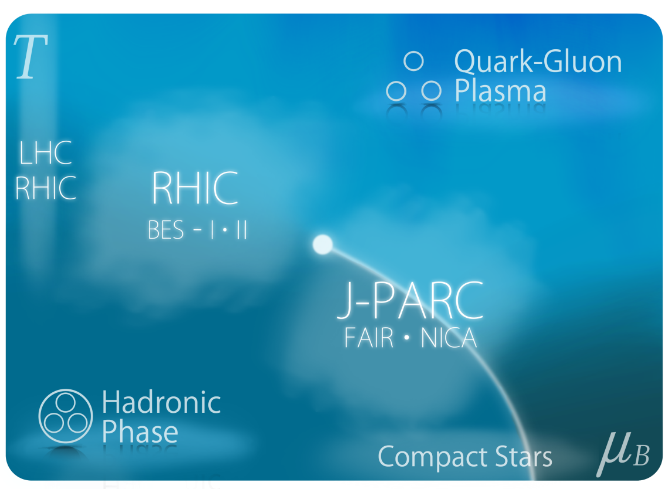 T
Quark-Gluon
Plasma
LHC
RHIC
RHIC
BES - I・II
J-PARC
FAIR・NICA
Hadronic
Phase
Compact Stars
μB